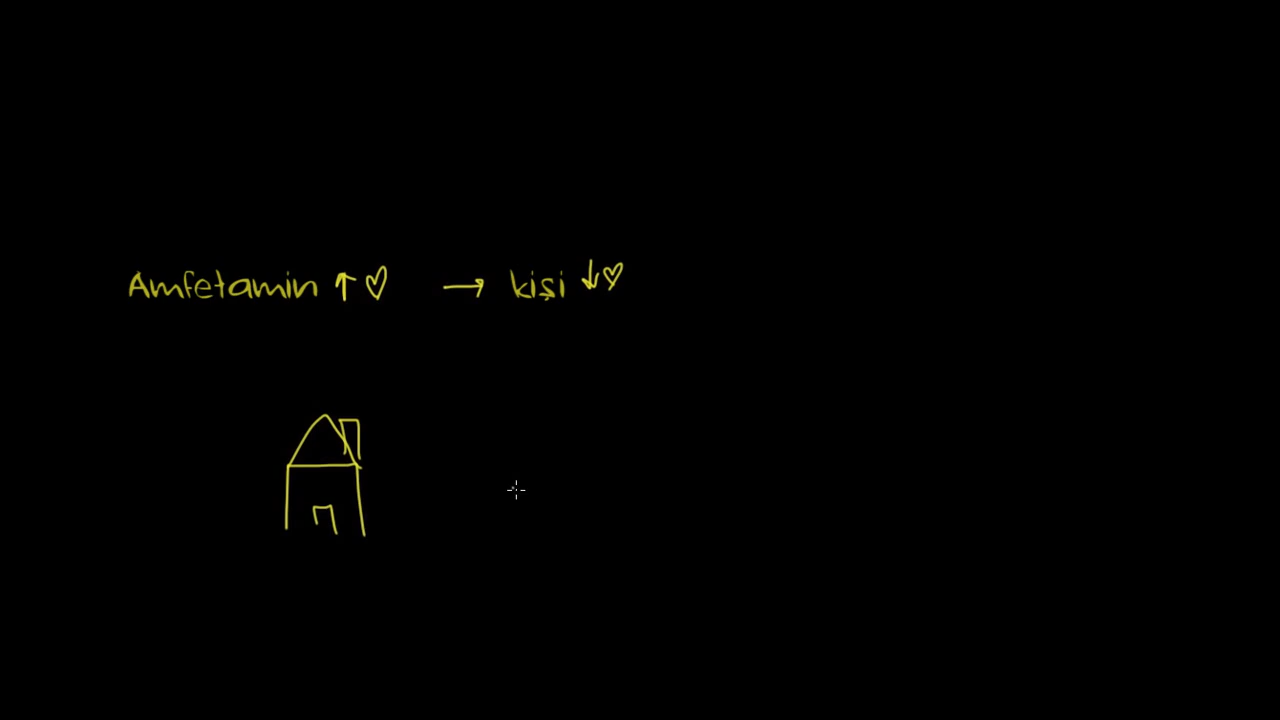 Amfetamin ↑ ♡ → kişi ↓ ♡